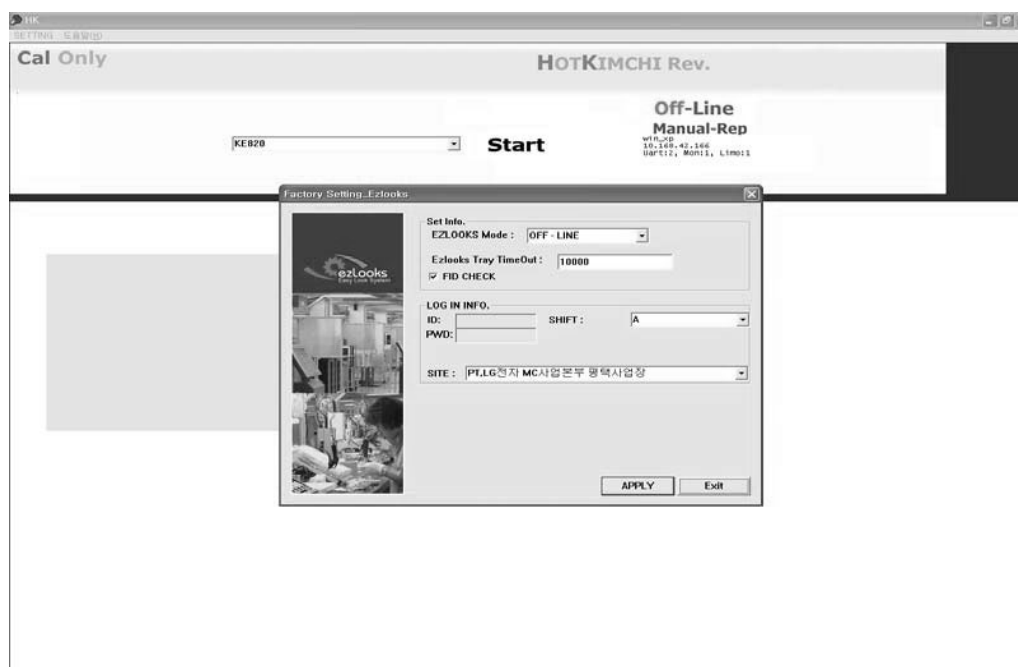 HK
SETTING 도움말(H)
Cal Only
HOTKIMCHI Rev.
Off-Line
Manual-Rep
KE820
Start
win_xp
10.168.42.166
Uart:2, Mon:1, Limo:1
Factory Setting_Ezlooks
ezLooks
Easy Look System
Set Info.
EZLOOKS Mode : OFF - LINE
Ezlooks Tray TimeOut : 10000
FID CHECK
LOG IN INFO.
ID: SHIFT : A
PWD:
SITE : PT,LG전자 MC사업본부 평택사업장
APPLY Exit